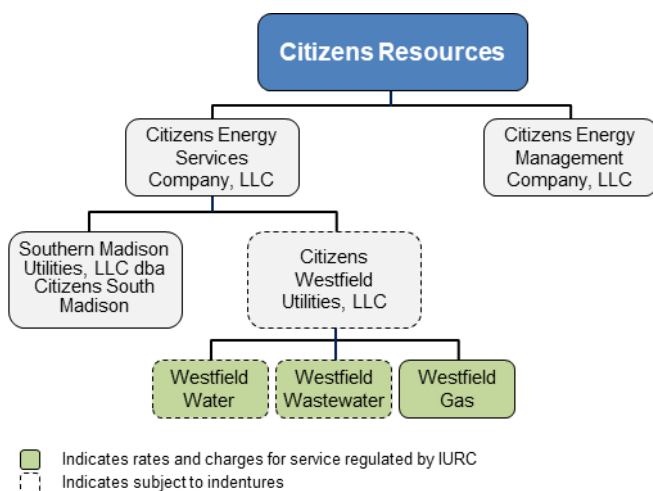 Citizens Resources
Citizens Energy
Services
Company, LLC
Citizens Energy
Management
Company, LLC
Southern Madison
Utilities, LLC dba
Citizens South
Madison
Citizens
Westfield
Utilities, LLC
Westfield
Water
Westfield
Wastewater
Westfield
Gas
Indicates rates and charges for service regulated by IURC
Indicates subject to indentures